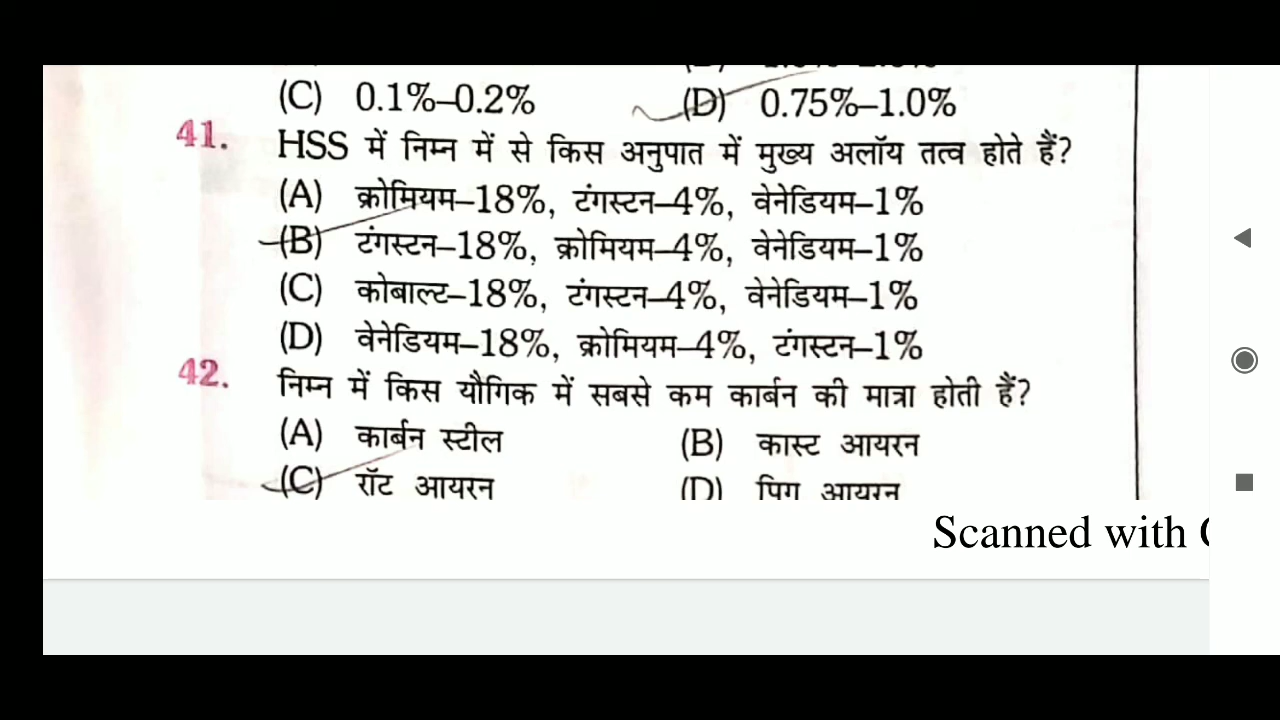 (C) 0.1%–0.2% (D) 0.75%–1.0%
41. HSS में निम्न में से किस अनुपात में मुख्य अलॉय तत्व होते हैं?
(A) क्रोमियम–18%, टंगस्टन–4%, वेनेडियम–1%
(B) टंगस्टन–18%, क्रोमियम–4%, वेनेडियम–1%
(C) कोबाल्ट–18%, टंगस्टन–4%, वेनेडियम–1%
(D) वेनेडियम–18%, क्रोमियम–4%, टंगस्टन–1%
42. निम्न में किस यौगिक में सबसे कम कार्बन की मात्रा होती हैं?
(A) कार्बन स्टील (B) कास्ट आयरन
(C) रॉट आयरन (D) पिग आयरन
Scanned with